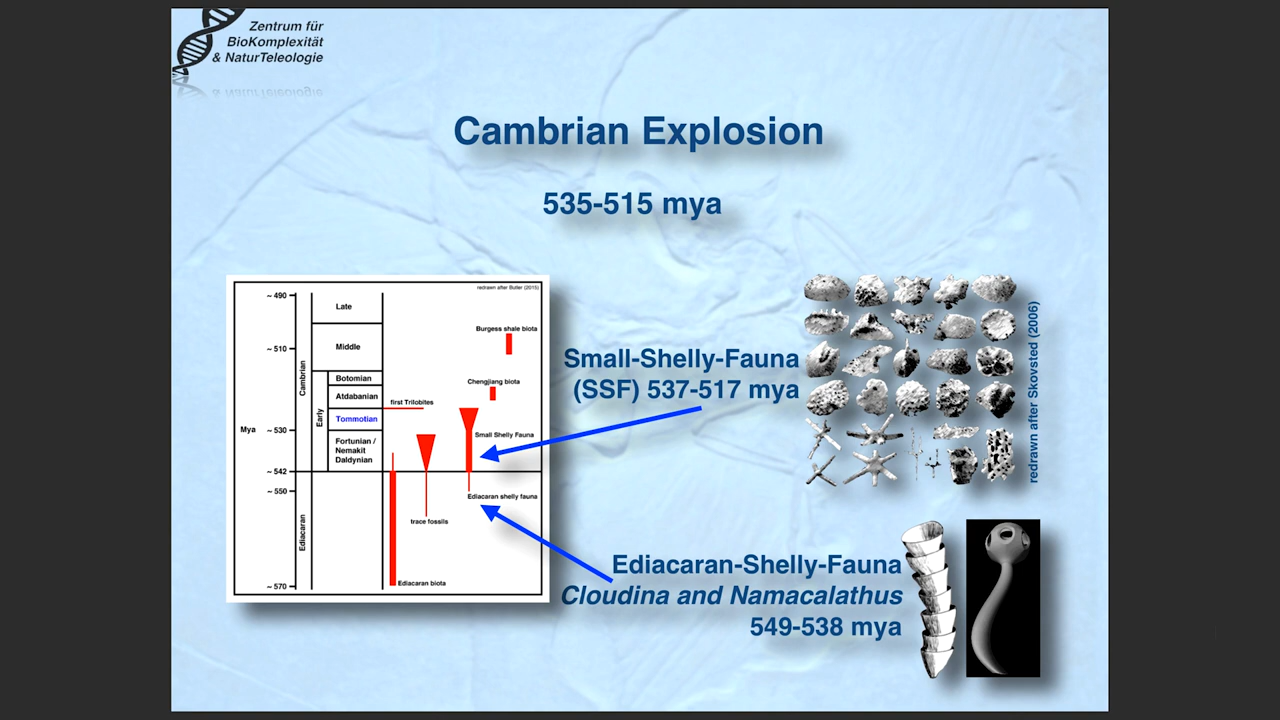 Zentrum für
BioKomplexität
& NaturTeleologie
Cambrian Explosion
535-515 mya
redrawn after Butler (2015)
~ 490
Late
Burgess shale biota
~ 510
Middle
Cambrian
Chengjiang biota
Botomian
Atdabanian
first Trilobites
Early
Tommotian
Mya
~ 530
Small Shelly Fauna
Fortunian /
Nemakit
Daldynian
~ 542
~ 550
Ediacaran shelly fauna
trace fossils
Ediacaran
~ 570
Ediacaran biota
Small-Shelly-Fauna
(SSF) 537-517 mya
redrawn after Skovsted (2006)
Ediacaran-Shelly-Fauna
Cloudina and Namacalathus
549-538 mya